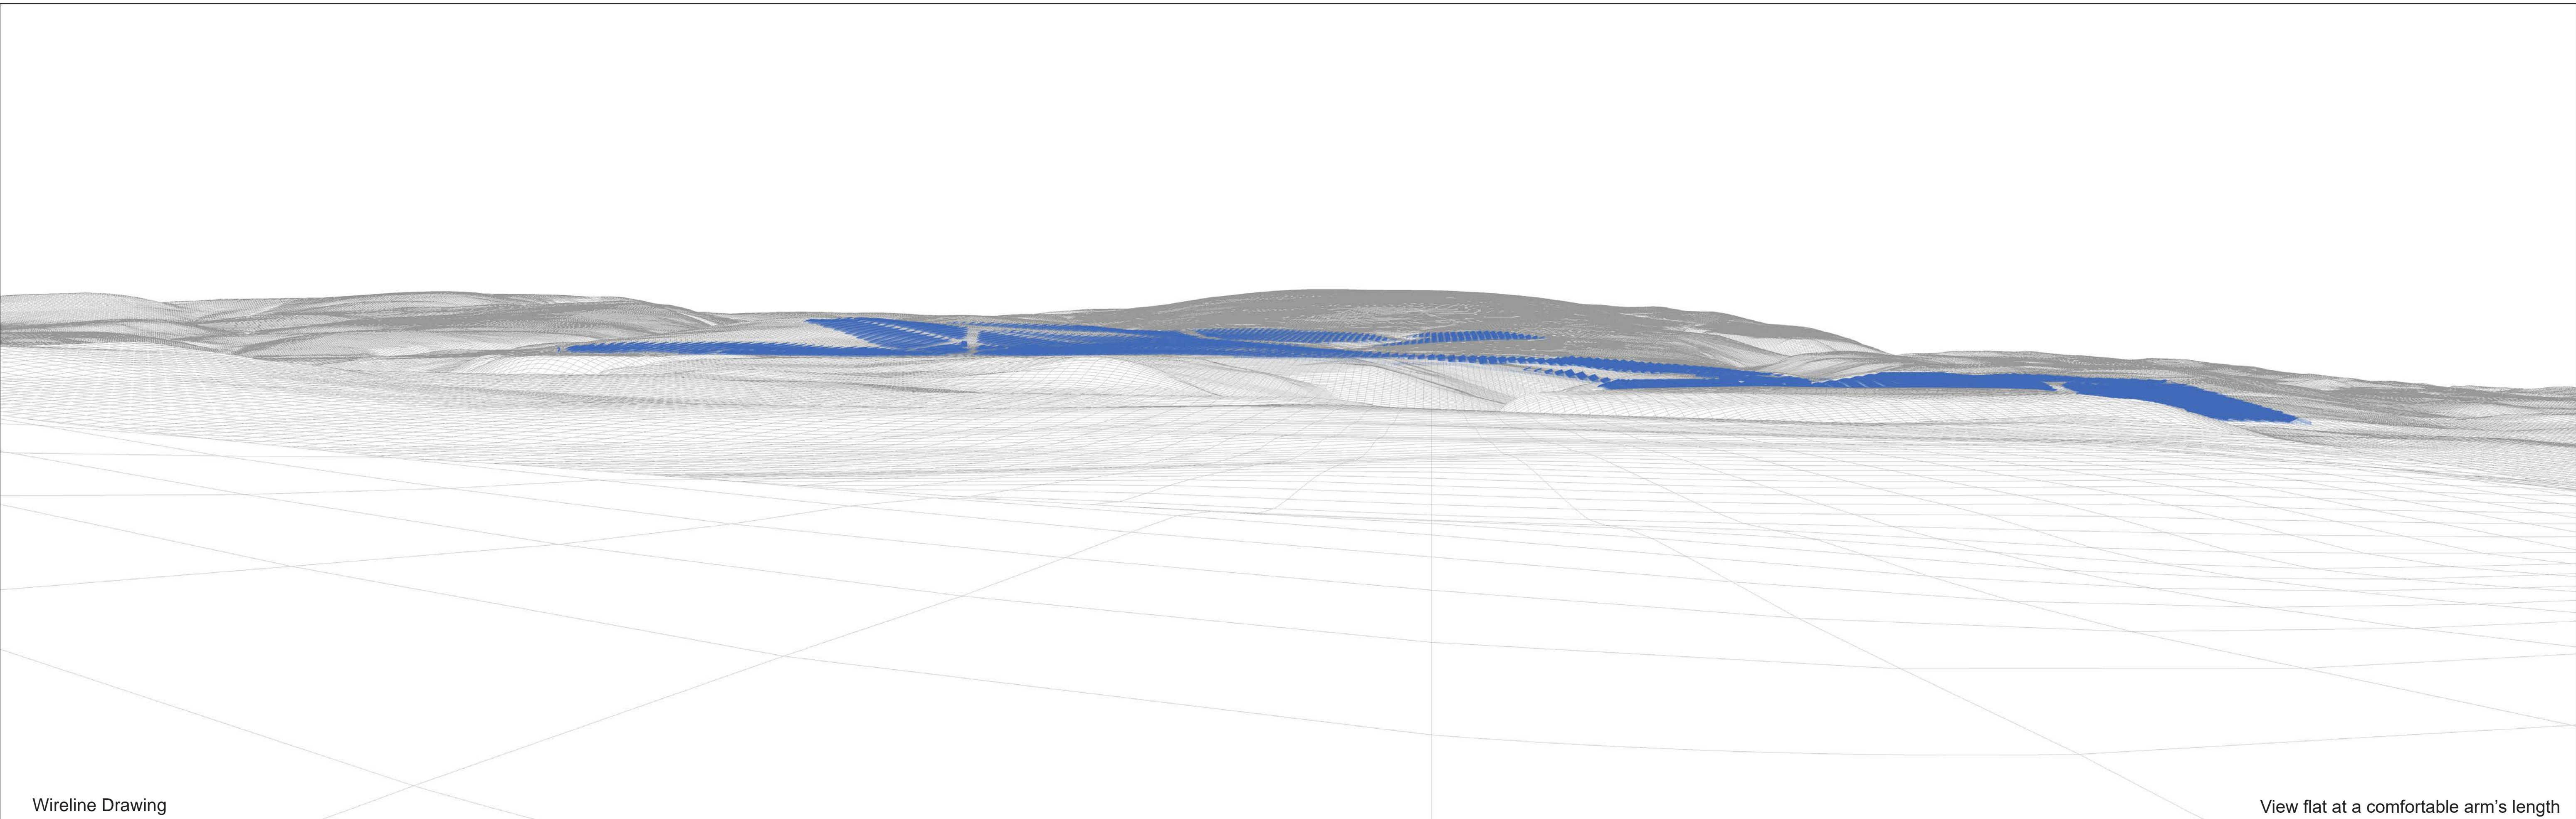 Wireline Drawing
View flat at a comfortable arm’s length